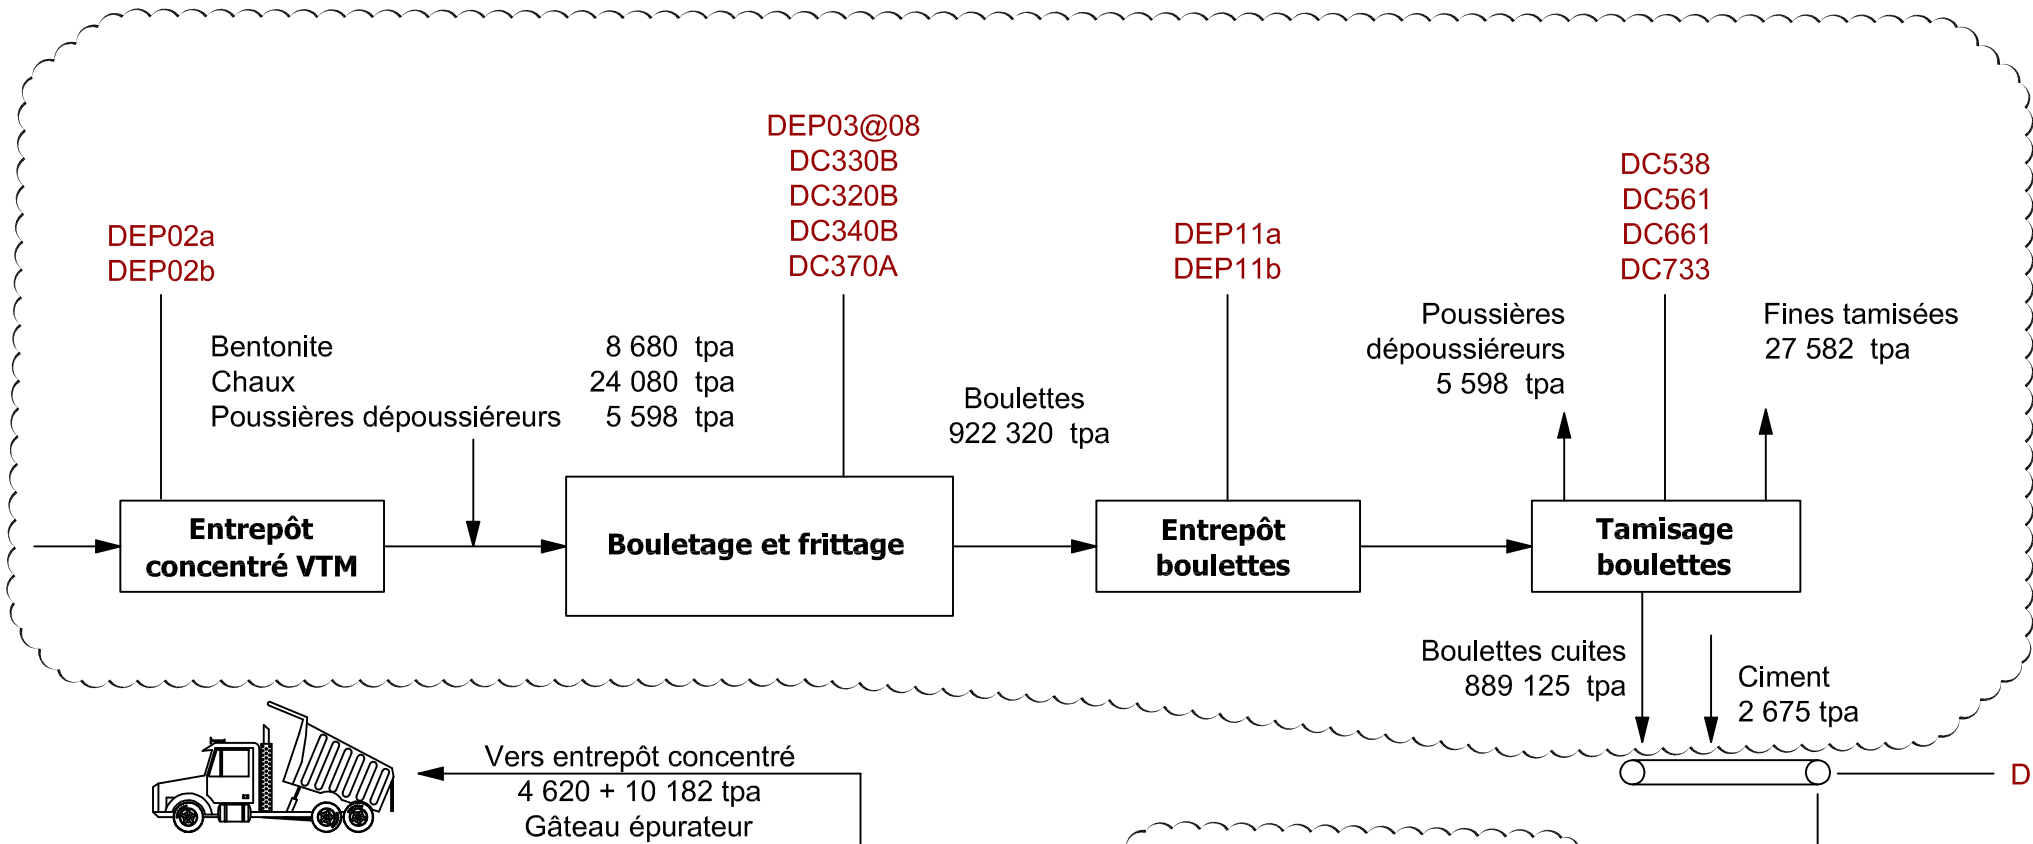 DEP03@08
DC330B
DC320B
DC340B
DC370A
DC538
DC561
DC661
DC733
DEP02a
DEP02b
DEP11a
DEP11b
Bentonite 8 680 tpa
Chaux 24 080 tpa
Poussières dépoussiéreurs 5 598 tpa
Boulettes
922 320 tpa
Poussières
dépoussiéreurs
5 598 tpa
Fines tamisées
27 582 tpa
Entrepôt
concentré VTM
Bouletage et frittage
Entrepôt
boulettes
Tamisage
boulettes
Boulettes cuites
889 125 tpa
Ciment
2 675 tpa
Vers entrepôt concentré
4 620 + 10 182 tpa
Gâteau épurateur
D